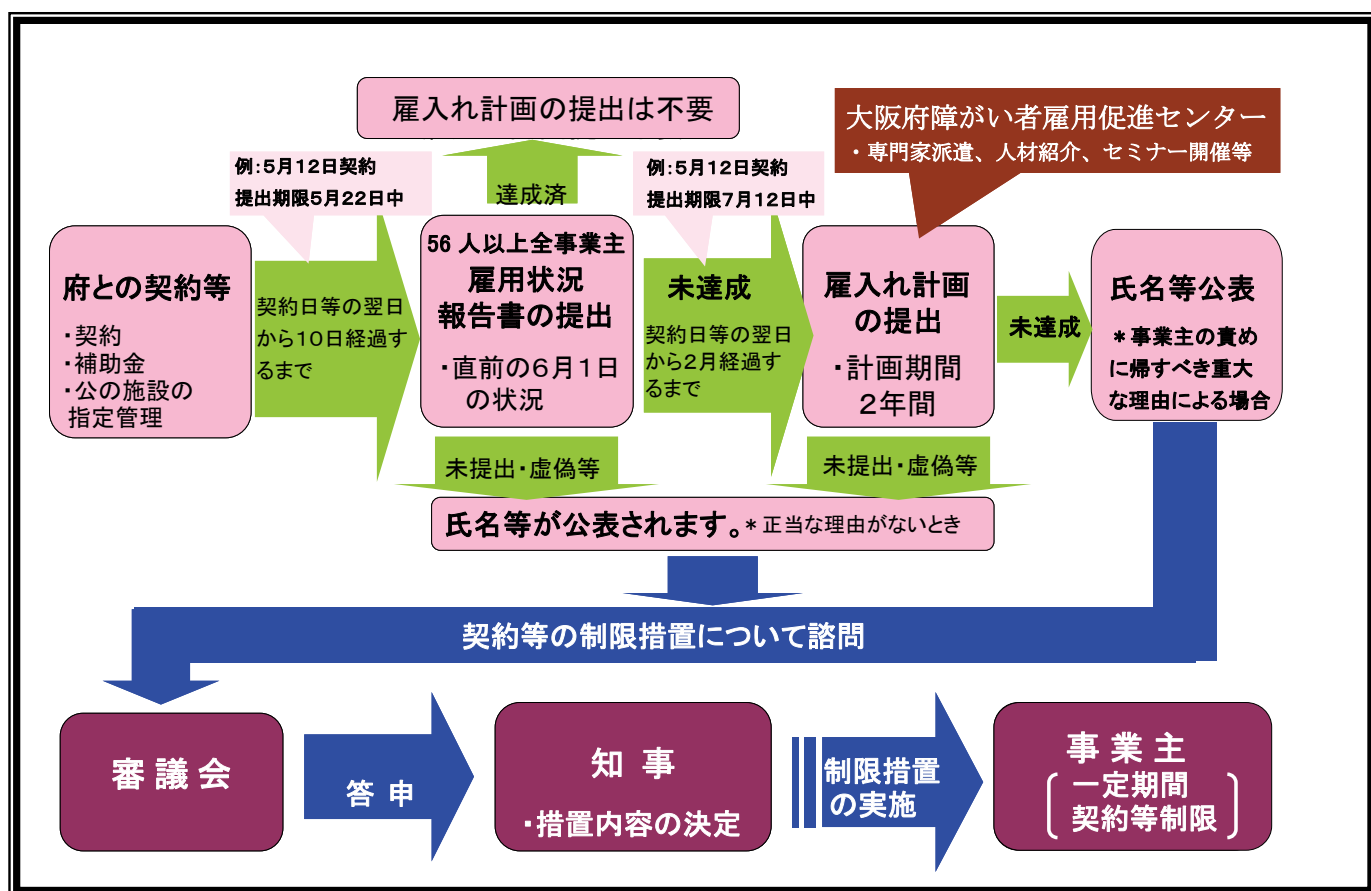 雇入れ計画の提出は不要
大阪府障がい者雇用促進センター
・専門家派遣、人材紹介、セミナー開催等
例:5月12日契約
提出期限5月22日中
達成済
例:5月12日契約
提出期限7月12日中
府との契約等
・契約
・補助金
・公の施設の
指定管理
契約日等の翌日
から10日経過す
るまで
56 人以上全事業主
雇用状況
報告書の提出
・直前の6月1日
の状況
未達成
契約日等の翌日
から2月経過す
るまで
雇入れ計画
の提出
・計画期間
2年間
未達成
氏名等公表
＊事業主の責め
に帰すべき重大
な理由による場合
未提出・虚偽等
未提出・虚偽等
氏名等が公表されます。＊正当な理由がないとき
契約等の制限措置について諮問
審議会
答申
知事
・措置内容の決定
制限措置
の実施
事業主
一定期間
契約等制限